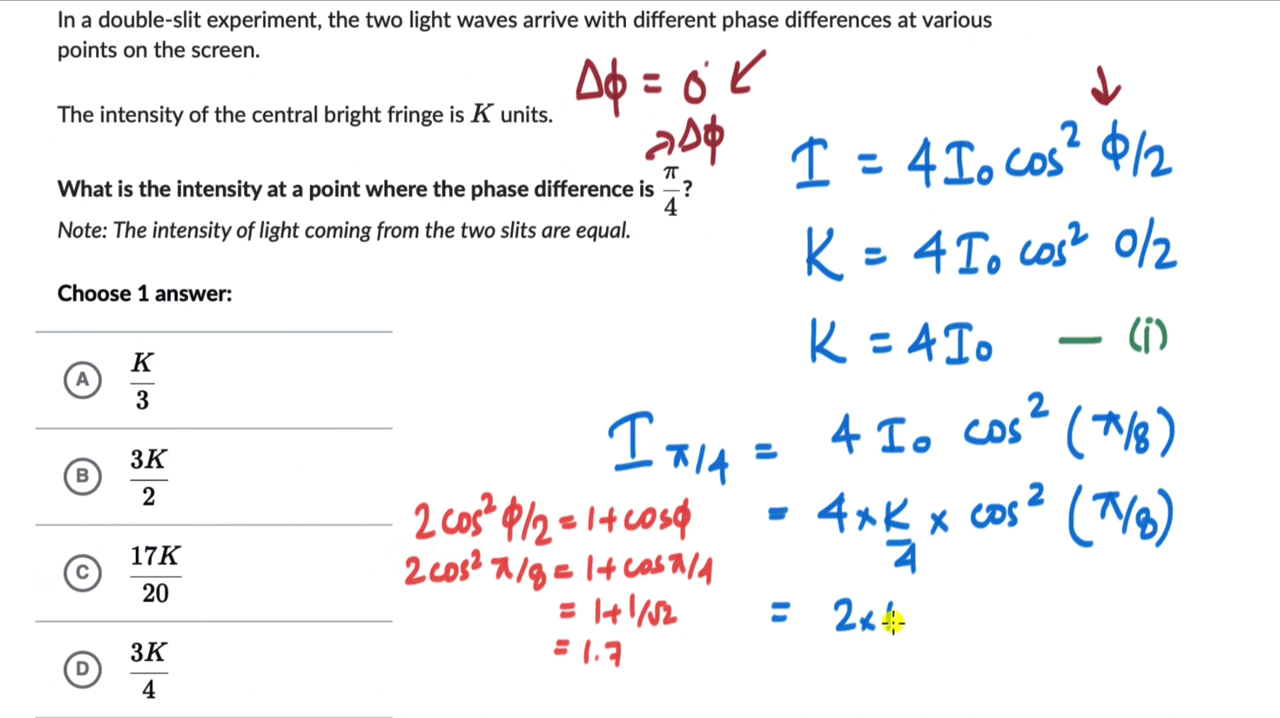 In a double-slit experiment, the two light waves arrive with different phase differences at various
points on the screen.
Δϕ = 0
The intensity of the central bright fringe is K units.
Δϕ
What is the intensity at a point where the phase difference is π/4?
Note: The intensity of light coming from the two slits are equal.
Choose 1 answer:
A K/3
B 3K/2
C 17K/20
D 3K/4
I = 4I₀ cos² ϕ/2
K = 4I₀ cos² 0/2
K = 4I₀ — (i)
I π/4 = 4 I₀ cos² (π/8)
= 4 × K/4 × cos² (π/8)
= 2 ×
2cos² ϕ/2 = 1 + cosϕ
2cos² π/8 = 1 + cos π/4
= 1 + 1/√2
= 1.7